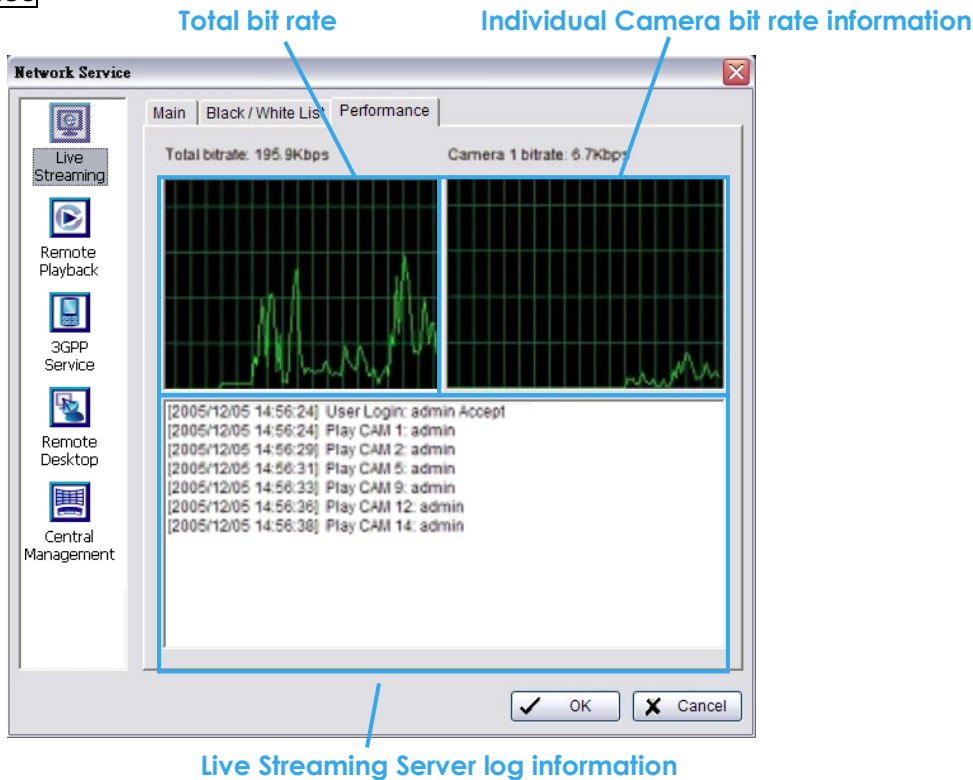 Total bit rate
Individual Camera bit rate information
Network Service
Main
Black / White List
Performance
Live
Streaming
Remote
Playback
3GPP
Service
Remote
Desktop
Central
Management
Total bitrate: 195.9Kbps
Camera 1 bitrate: 6.7Kbps
[2005/12/05 14:56:24] User Login: admin Accept
[2005/12/05 14:56:24] Play CAM 1: admin
[2005/12/05 14:56:29] Play CAM 2: admin
[2005/12/05 14:56:31] Play CAM 5: admin
[2005/12/05 14:56:33] Play CAM 9: admin
[2005/12/05 14:56:36] Play CAM 12: admin
[2005/12/05 14:56:38] Play CAM 14: admin
OK
Cancel
Live Streaming Server log information